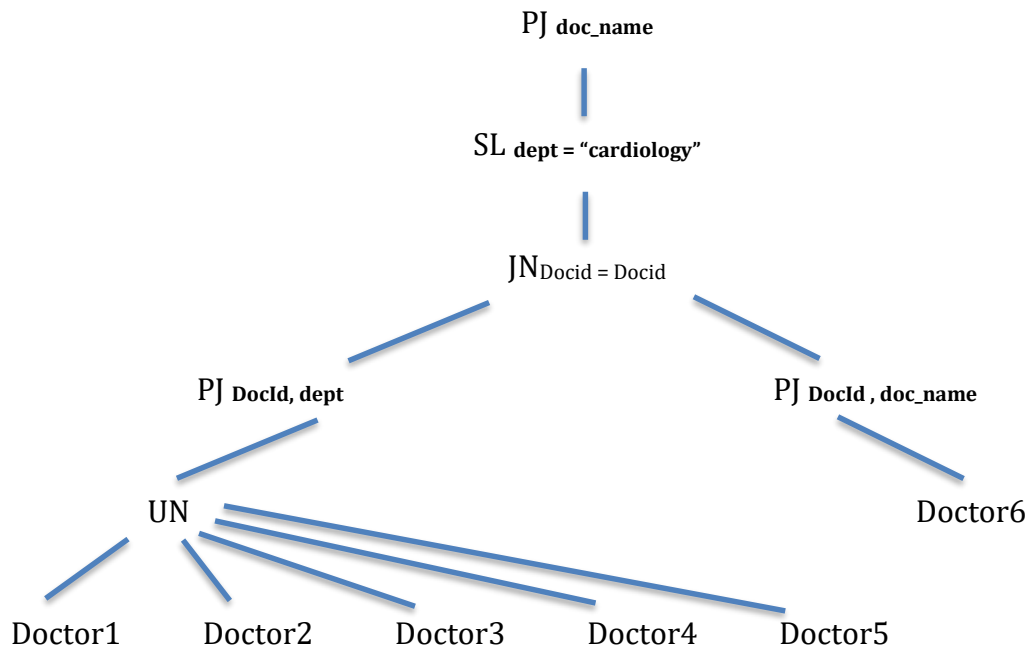 PJ doc_name
SL dept = “cardiology”
JNDocid = Docid
PJ DocId, dept
PJ DocId , doc_name
UN
Doctor6
Doctor1 Doctor2 Doctor3 Doctor4 Doctor5